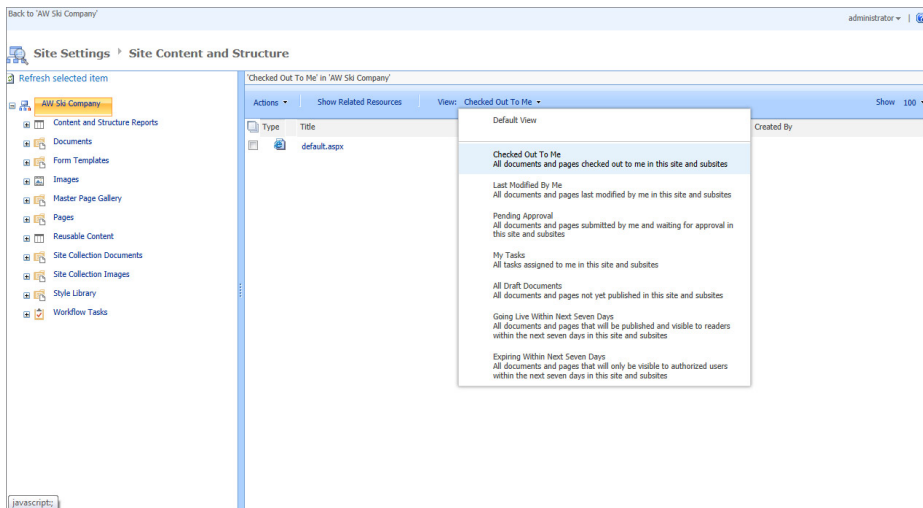 Back to 'AW Ski Company'
administrator
Site Settings Site Content and Structure
Refresh selected item
'Checked Out To Me' in 'AW Ski Company'
AW Ski Company
Content and Structure Reports
Documents
Form Templates
Images
Master Page Gallery
Pages
Reusable Content
Site Collection Documents
Site Collection Images
Style Library
Workflow Tasks
Actions Show Related Resources View: Checked Out To Me Show 100
Type Title Created By
default.aspx
Default View
Checked Out To Me
All documents and pages checked out to me in this site and subsites
Last Modified By Me
All documents and pages last modified by me in this site and subsites
Pending Approval
All documents and pages submitted by me and waiting for approval in
this site and subsites
My Tasks
All tasks assigned to me in this site and subsites
All Draft Documents
All documents and pages not yet published in this site and subsites
Going Live Within Next Seven Days
All documents and pages that will be published and visible to readers
within the next seven days in this site and subsites
Expiring Within Next Seven Days
All documents and pages that will only be visible to authorized users
within the next seven days in this site and subsites
javascript:;